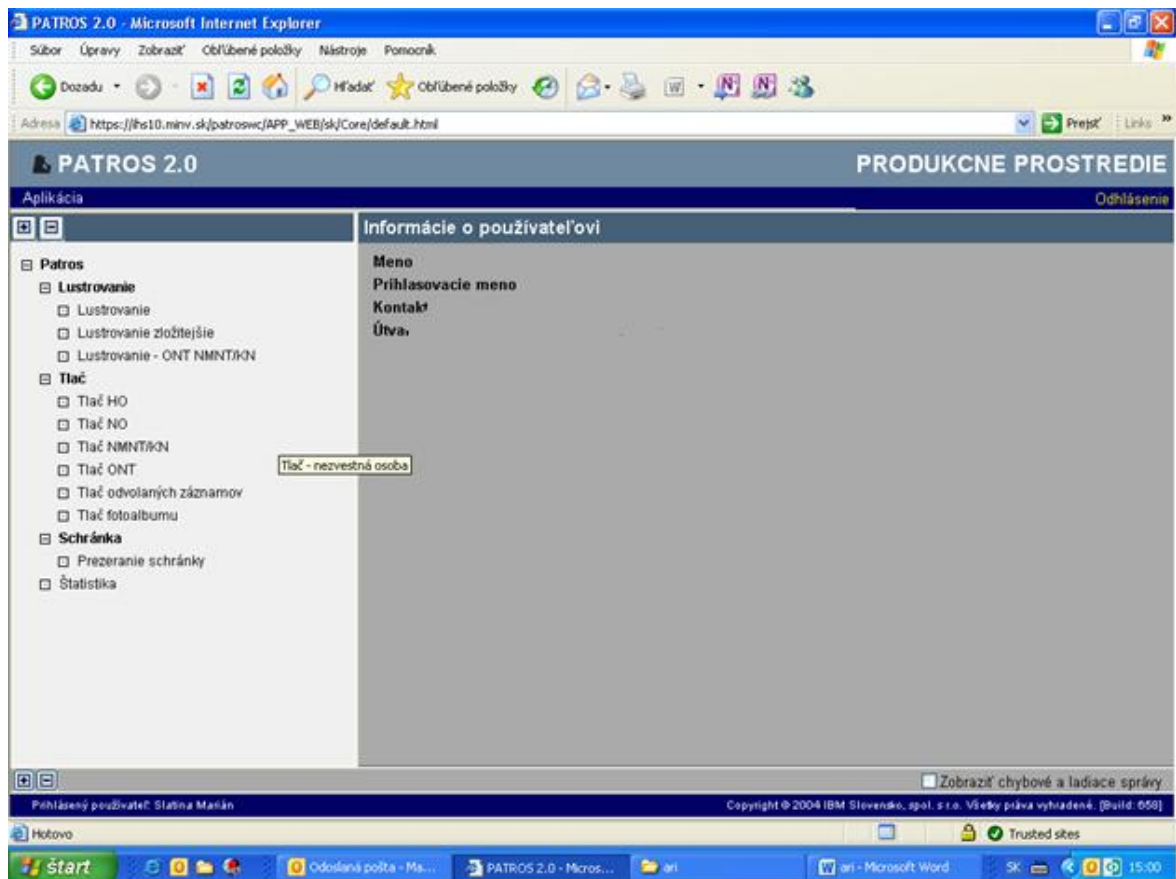 PATROS 2.0 - Microsoft Internet Explorer
Súbor Úpravy Zobraziť Obľúbené položky Nástroje Pomocník
Dozadu Hľadať Obľúbené položky
Adresa https://ihs10.minv.sk/patroswc/APP_WEB/sk/Core/default.html Prejsť Links
PATROS 2.0 PRODUKCNE PROSTREDIE
Aplikácia Odhlásenie
Informácie o používateľovi
Patros
Lustrovanie
Lustrovanie
Lustrovanie zložitejšie
Lustrovanie - ONT NMNT/KN
Tlač
Tlač HO
Tlač NO
Tlač NMNT/KN
Tlač ONT
Tlač odvolaných záznamov
Tlač fotoalbumu
Schránka
Prezeranie schránky
Štatistika
Tlač - nezvestná osoba
Meno
Prihlasovacie meno
Kontakt
Útvar
Zobraziť chybové a ladiace správy
Prihlásený používateľ: Slatina Marián Copyright © 2004 IBM Slovensko, spol. s r.o. Všetky práva vyhradené. [Build: 658]
Hotovo Trusted sites
štart Odoslaná pošta - Ma... PATROS 2.0 - Micros... ari ari - Microsoft Word SK 15:00